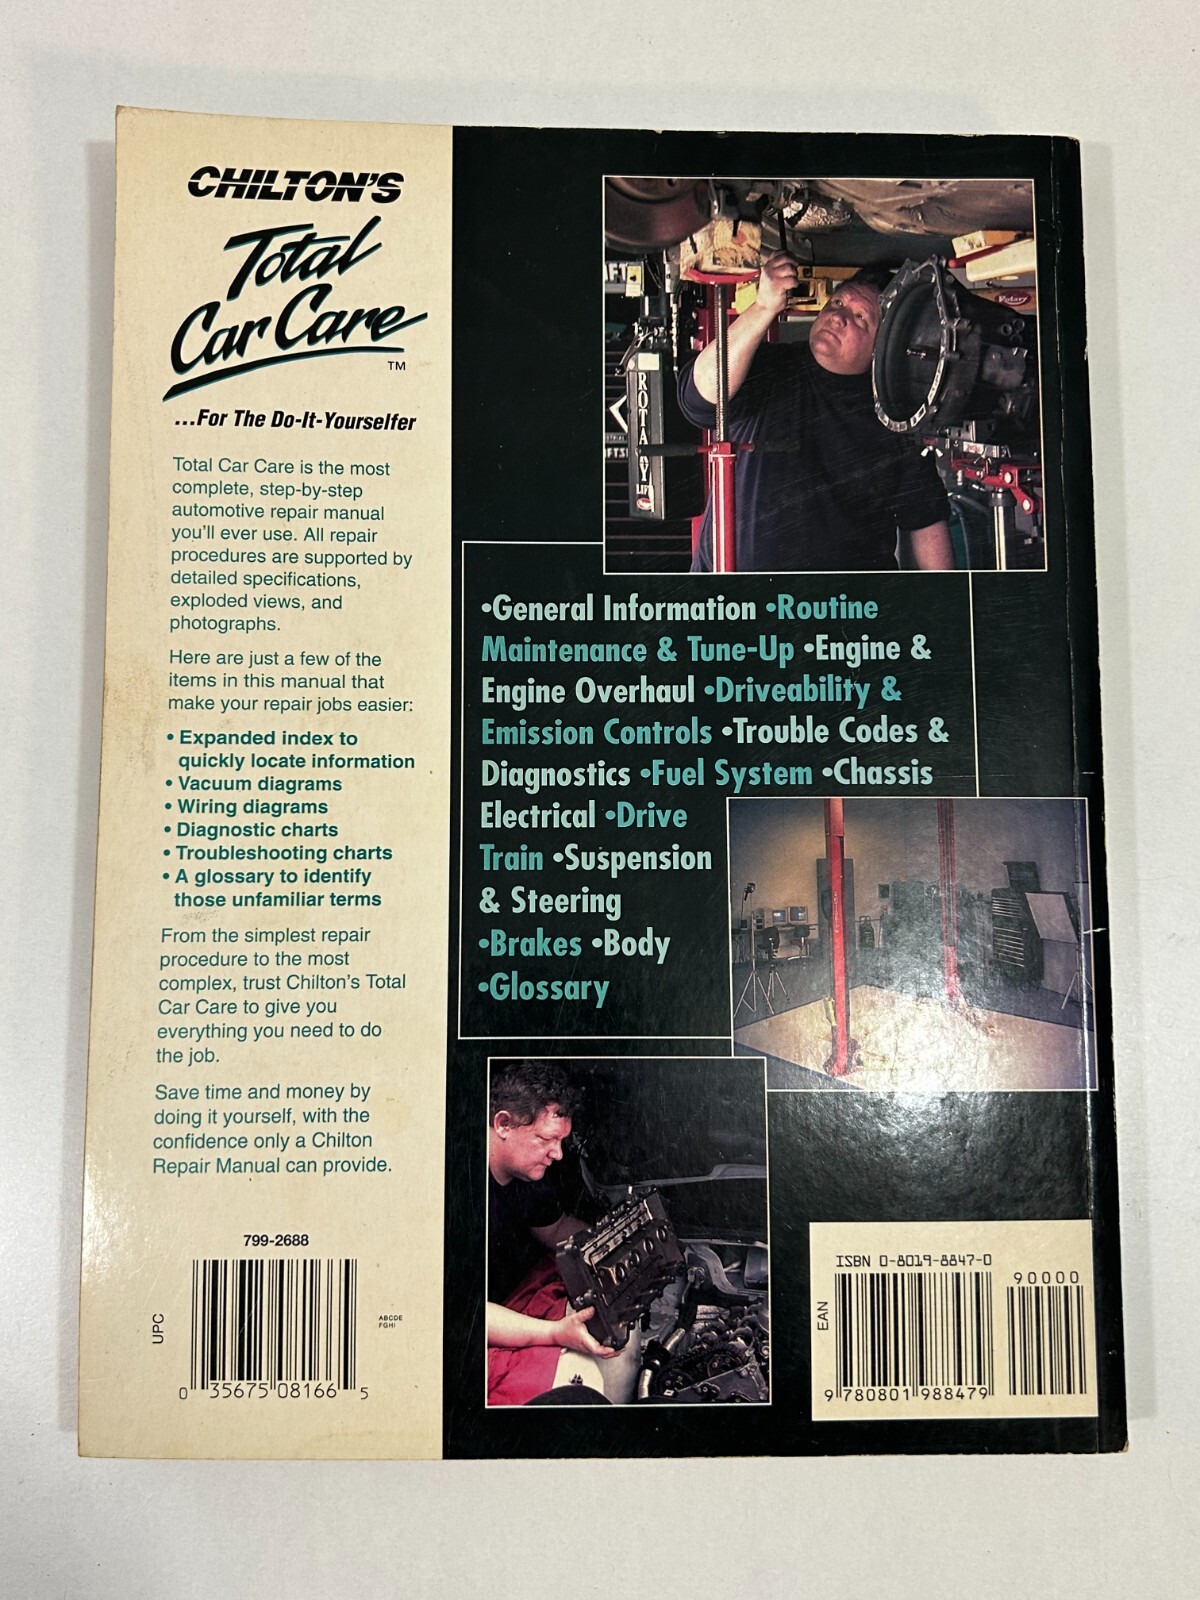 CHILTON'S
Total
Car Care
TM
...For The Do-It-Yourselfer
Total Car Care is the most
complete, step-by-step
automotive repair manual
you'll ever use. All repair
procedures are supported by
detailed specifications,
exploded views, and
photographs.
Here are just a few of the
items in this manual that
make your repair jobs easier:
• Expanded index to
quickly locate information
• Vacuum diagrams
• Wiring diagrams
• Diagnostic charts
• Troubleshooting charts
• A glossary to identify
those unfamiliar terms
From the simplest repair
procedure to the most
complex, trust Chilton's Total
Car Care to give you
everything you need to do
the job.
Save time and money by
doing it yourself, with the
confidence only a Chilton
Repair Manual can provide.
799-2688
UPC
ABCDE
FGHI
0 35675 08166 5
Rotary
ROTARY
LIFT
•General Information •Routine
Maintenance & Tune-Up •Engine &
Engine Overhaul •Driveability &
Emission Controls •Trouble Codes &
Diagnostics •Fuel System •Chassis
Electrical •Drive
Train •Suspension
& Steering
•Brakes •Body
•Glossary
ISBN 0-8019-8847-0
90000
EAN
9 780801 988479